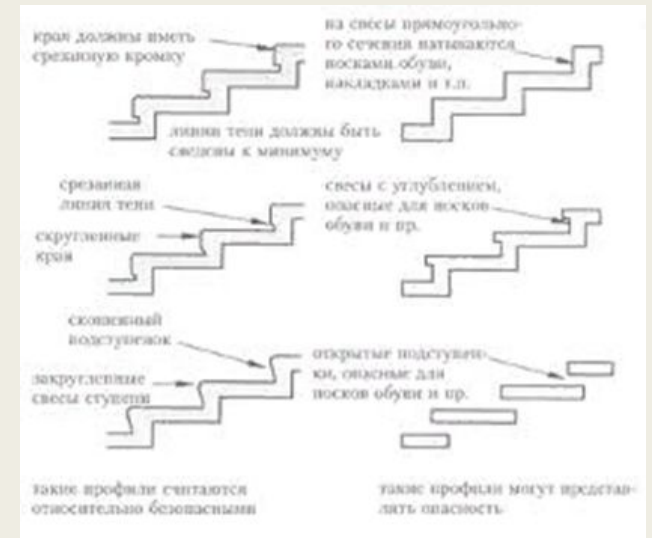 края должны иметь
срезанную кромку
на свесы прямоугольно-
го сечения натыкаются
носками обуви,
накладками и т.п.
линии тени должны быть
сведены к минимуму
срезанная
линия тени
скругленные
края
свесы с углублением,
опасные для носков
обуви и пр.
скошенный
подступенок
закругленные
свесы ступени
открытые подступен-
ки, опасные для
носков обуви и пр.
такие профили считаются
относительно безопасными
такие профили могут представ-
лять опасность